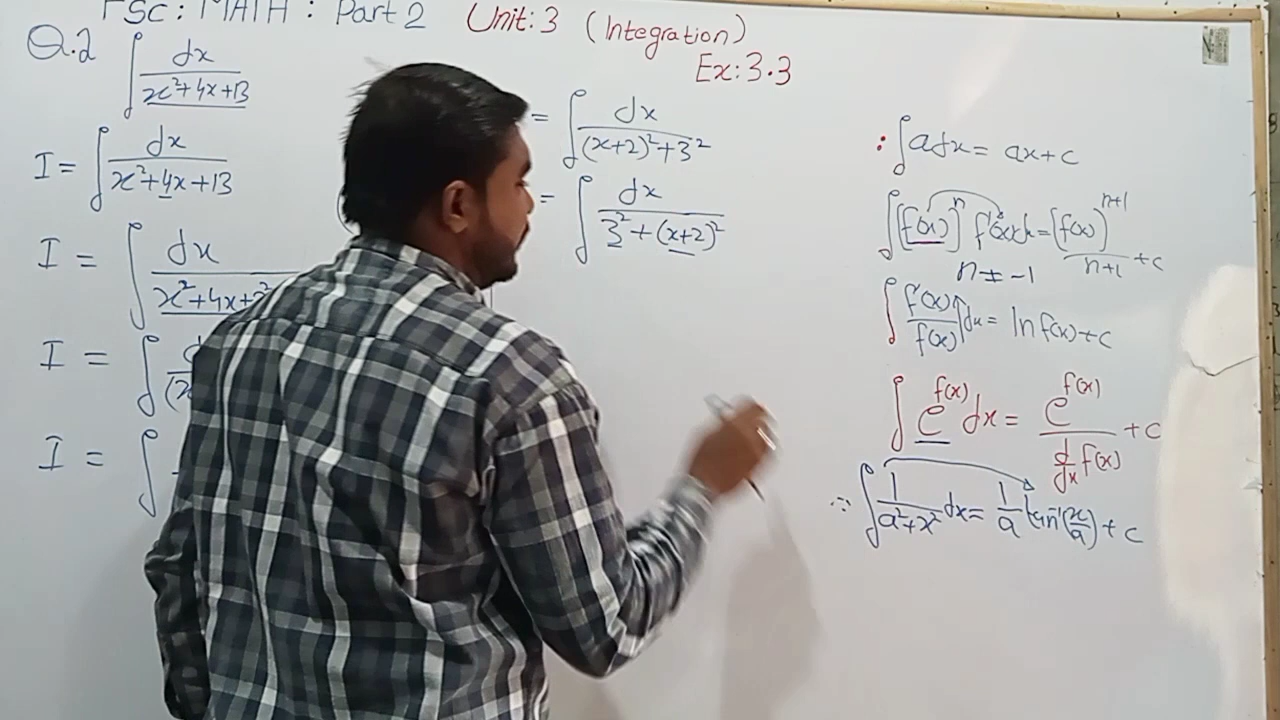 FSc: MATH: Part 2 Unit: 3 (Integration)
Ex: 3.3
Q.2 ∫ dx/(x²+4x+13)
I = ∫ dx/(x²+4x+13)
I = ∫ dx/(x²+4x+2²
I = ∫ d/(x
I = ∫
= ∫ dx/((x+2)²+3²)
= ∫ dx/(3²+(x+2)²)
: ∫ a dx = ax+c
∫ [f(x)]ⁿ f'(x)dx = [f(x)]ⁿ⁺¹/(n+1) + c
n ≠ -1
∫ f'(x)/f(x) dx = ln f(x)+c
∫ e^f(x) dx = e^f(x)/(d/dx f(x)) + c
∵ ∫ 1/(a²+x²) dx = 1/a tan⁻¹(x/a) + c